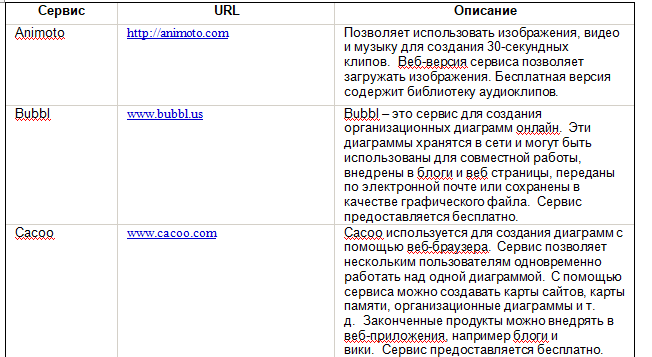 Сервис URL Описание
Animoto http://animoto.com Позволяет использовать изображения, видео
и музыку для создания 30-секундных
клипов. Веб-версия сервиса позволяет
загружать изображения. Бесплатная версия
содержит библиотеку аудиоклипов.
Bubbl www.bubbl.us Bubbl – это сервис для создания
организационных диаграмм онлайн. Эти
диаграммы хранятся в сети и могут быть
использованы для совместной работы,
внедрены в блоги и веб страницы, переданы
по электронной почте или сохранены в
качестве графического файла. Сервис
предоставляется бесплатно.
Cacoo www.cacoo.com Cacoo используется для создания диаграмм с
помощью веб-браузера. Сервис позволяет
нескольким пользователям одновременно
работать над одной диаграммой. С помощью
сервиса можно создавать карты сайтов, карты
памяти, организационные диаграммы и т.
д. Законченные продукты можно внедрять в
веб-приложения, например блоги и
вики. Сервис предоставляется бесплатно.